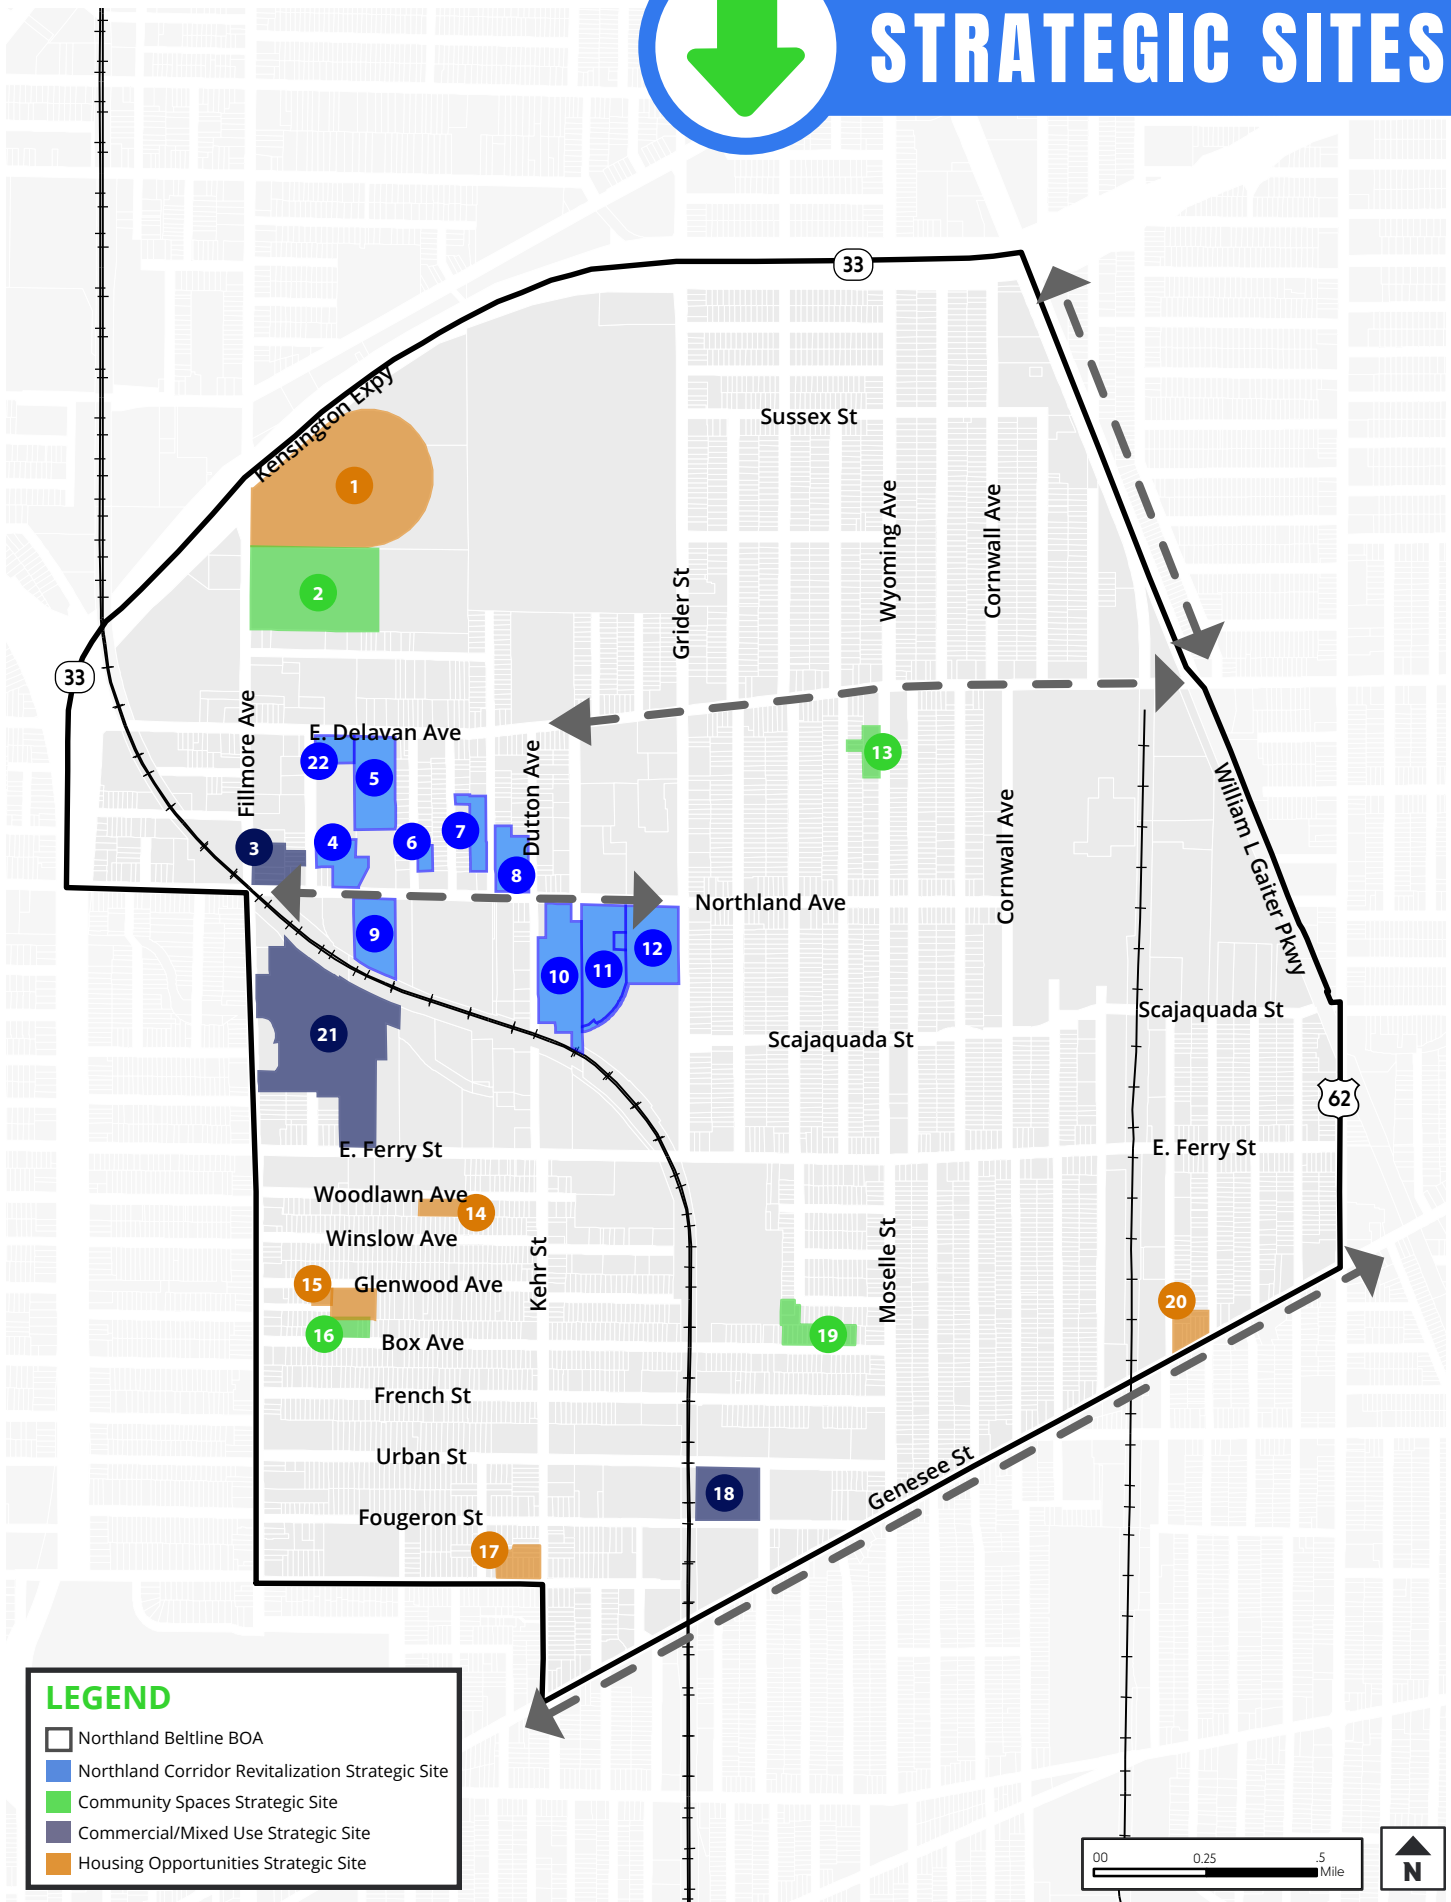 STRATEGIC SITES
33
Kensington Expy
Sussex St
1
Wyoming Ave
Cornwall Ave
2
Grider St
33
Fillmore Ave
E. Delavan Ave
22
5
Dutton Ave
13
William L Gaiter Pkwy
3
4
6
7
8
Cornwall Ave
Northland Ave
9
10
11
12
21
Scajaquada St
Scajaquada St
62
E. Ferry St
E. Ferry St
Woodlawn Ave
14
Winslow Ave
Kehr St
Moselle St
15
Glenwood Ave
20
16
Box Ave
19
French St
Urban St
Genesee St
18
Fougeron St
17
LEGEND
Northland Beltline BOA
Northland Corridor Revitalization Strategic Site
Community Spaces Strategic Site
Commercial/Mixed Use Strategic Site
Housing Opportunities Strategic Site
00 0.25 .5
Mile
N